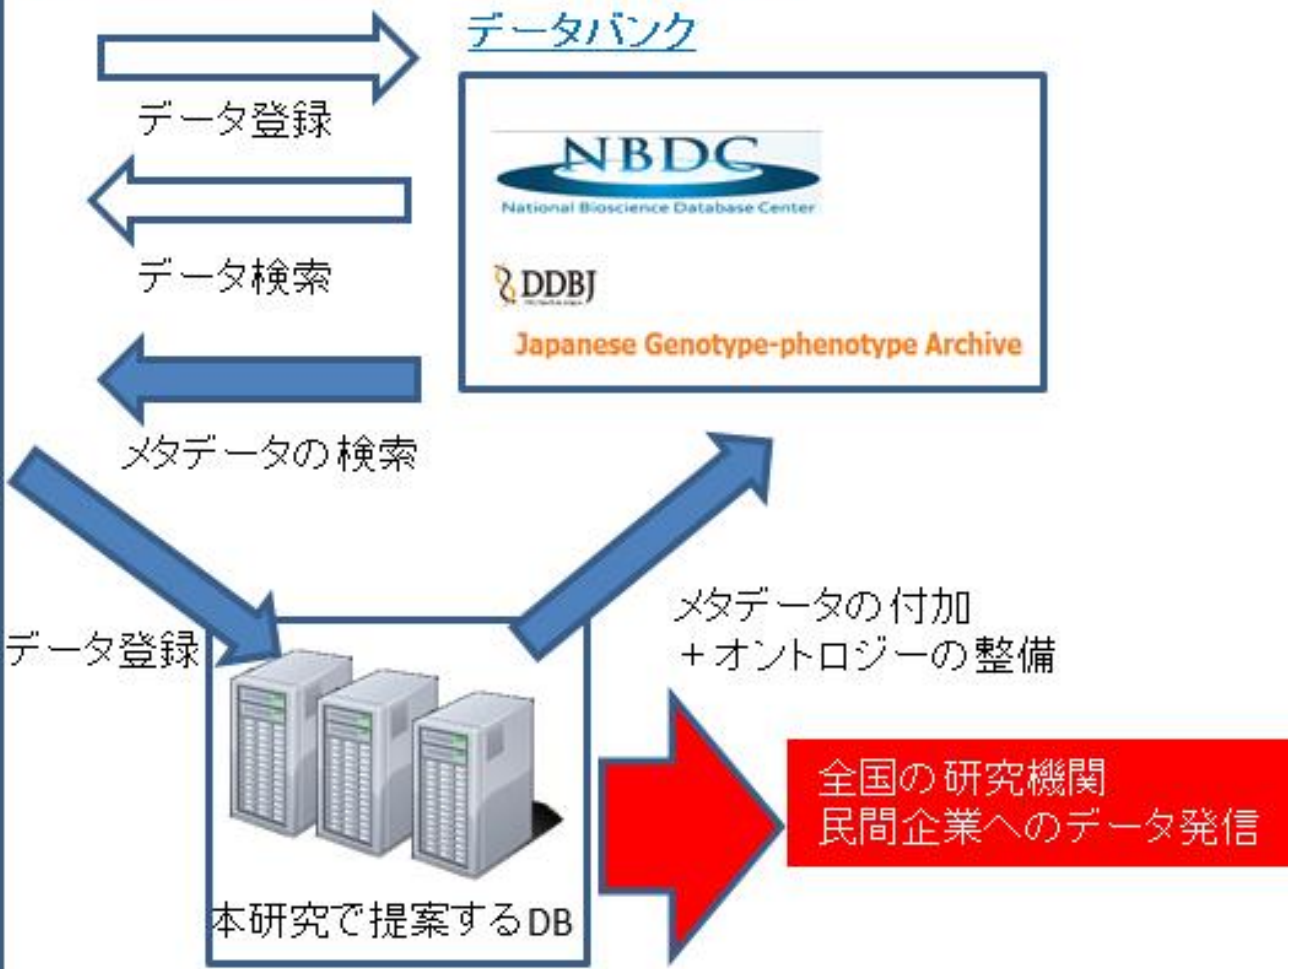 データバンク
データ登録
NBDC
National Bioscience Database Center
データ検索
DDBJ
Japanese Genotype-phenotype Archive
メタデータの検索
メタデータの付加
+オントロジーの整備
データ登録
全国の研究機関
民間企業へのデータ発信
本研究で提案するDB